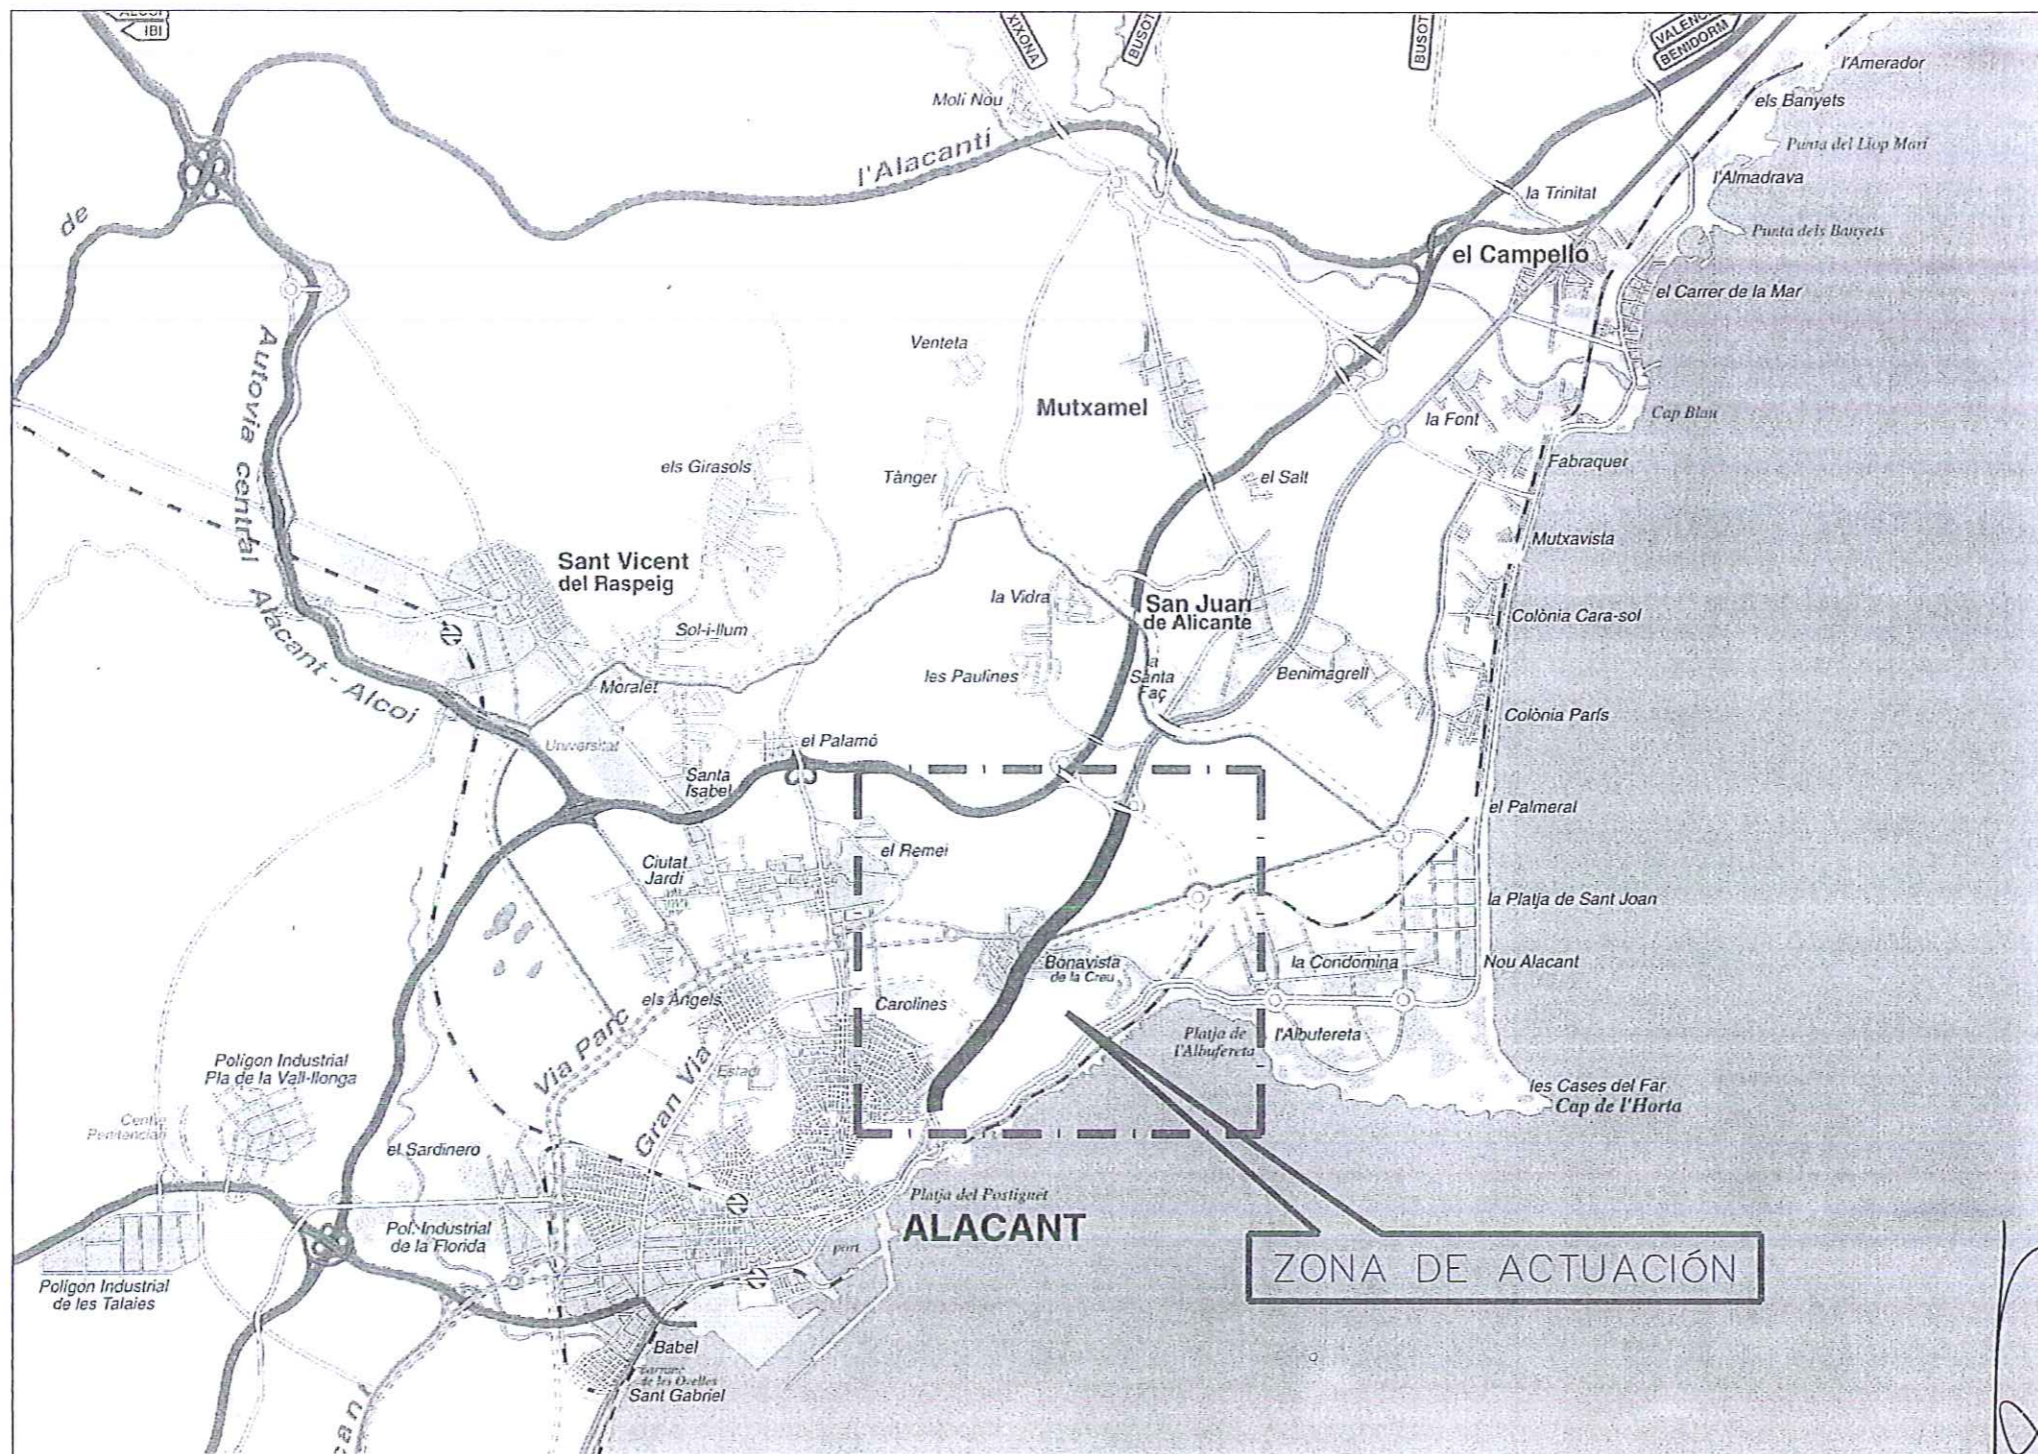 IBI
XIXONA
BUSOT
BUSOT
BENIDORM
l'Amerador
els Banyets
Molí Nou
Punta del Llop Marí
l'Alacantí
l'Almadrava
la Trinitat
de
Punta dels Banyets
el Campello
el Carrer de la Mar
Venteta
Mutxamel
Cap Blau
la Font
Autovia central Alacant - Alcoi
els Girasols
Tànger
el Salt
Fabraquer
Mutxavista
Sant Vicent
del Raspeig
la Vidra
San Juan
de Alicante
Colònia Cara-sol
Sol-i-llum
la
Santa
Faç
les Paulines
Benimagrell
Moralet
Colònia París
Universitat
el Palamó
Santa
Isabel
el Palmeral
el Remei
Ciutat
Jardí
la Platja de Sant Joan
Bonavista
de la Creu
la Condomina
Nou Alacant
els Àngels
Carolines
Via Parc
Gran Via
Estadi
Platja de
l'Albufereta
l'Albufereta
Polígon Industrial
Pla de la Vall-llonga
les Cases del Far
Cap de l'Horta
el Sardinero
Platja del Postiguet
ALACANT
Pol. Industrial
de la Florida
port
ZONA DE ACTUACIÓN
Polígon Industrial
de les Talaies
Babel
de les Ovelles
Sant Gabriel